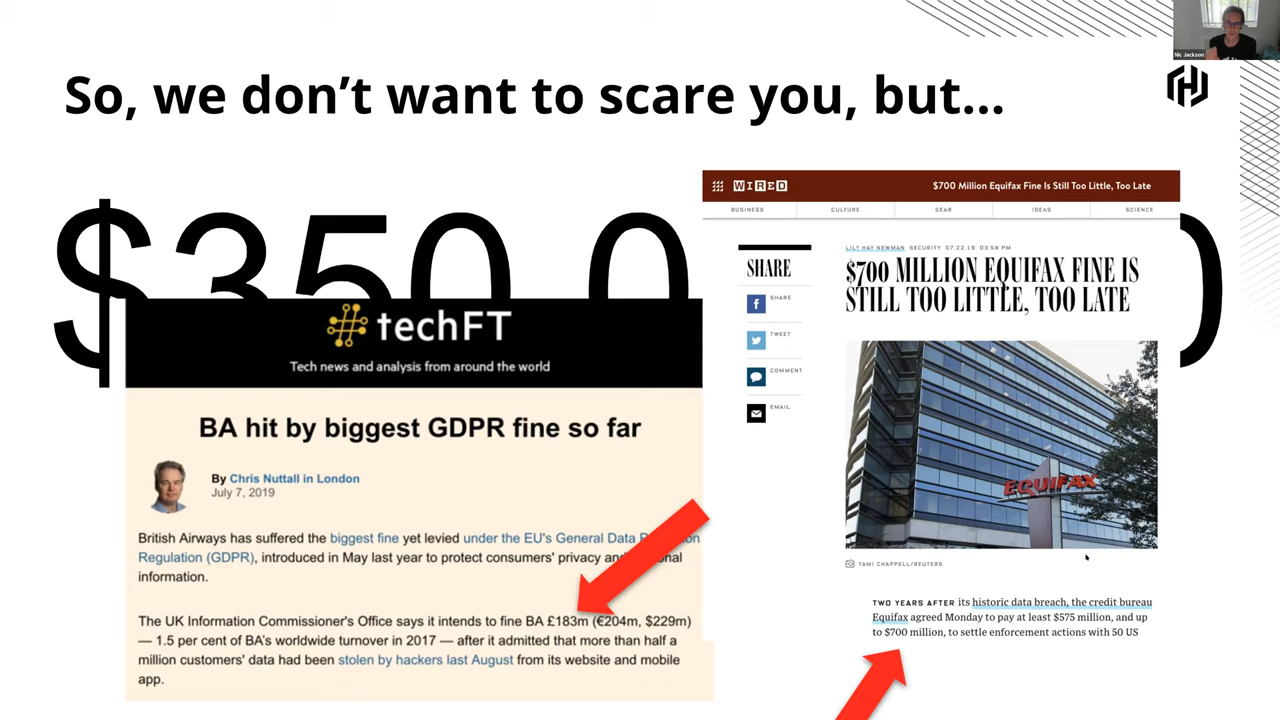 Nic Jackson
So, we don't want to scare you, but...
$350,0
techFT
Tech news and analysis from around the world
BA hit by biggest GDPR fine so far
By Chris Nuttall in London
July 7, 2019
British Airways has suffered the biggest fine yet levied under the EU's General Data on
Regulation (GDPR), introduced in May last year to protect consumers' privacy and onal
information.
The UK Information Commissioner's Office says it intends to fine BA £183m (€204m, $229m)
— 1.5 per cent of BA's worldwide turnover in 2017 — after it admitted that more than half a
million customers' data had been stolen by hackers last August from its website and mobile
app.
WIRED
$700 Million Equifax Fine Is Still Too Little, Too Late
BUSINESS CULTURE GEAR IDEAS SCIENCE
LILY HAY NEWMAN SECURITY 07.22.19 03:58 PM
$700 MILLION EQUIFAX FINE IS
STILL TOO LITTLE, TOO LATE
SHARE
SHARE
TWEET
COMMENT
EMAIL
EQUIFAX
TAMI CHAPPELL/REUTERS
TWO YEARS AFTER its historic data breach, the credit bureau
Equifax agreed Monday to pay at least $575 million, and up
to $700 million, to settle enforcement actions with 50 US